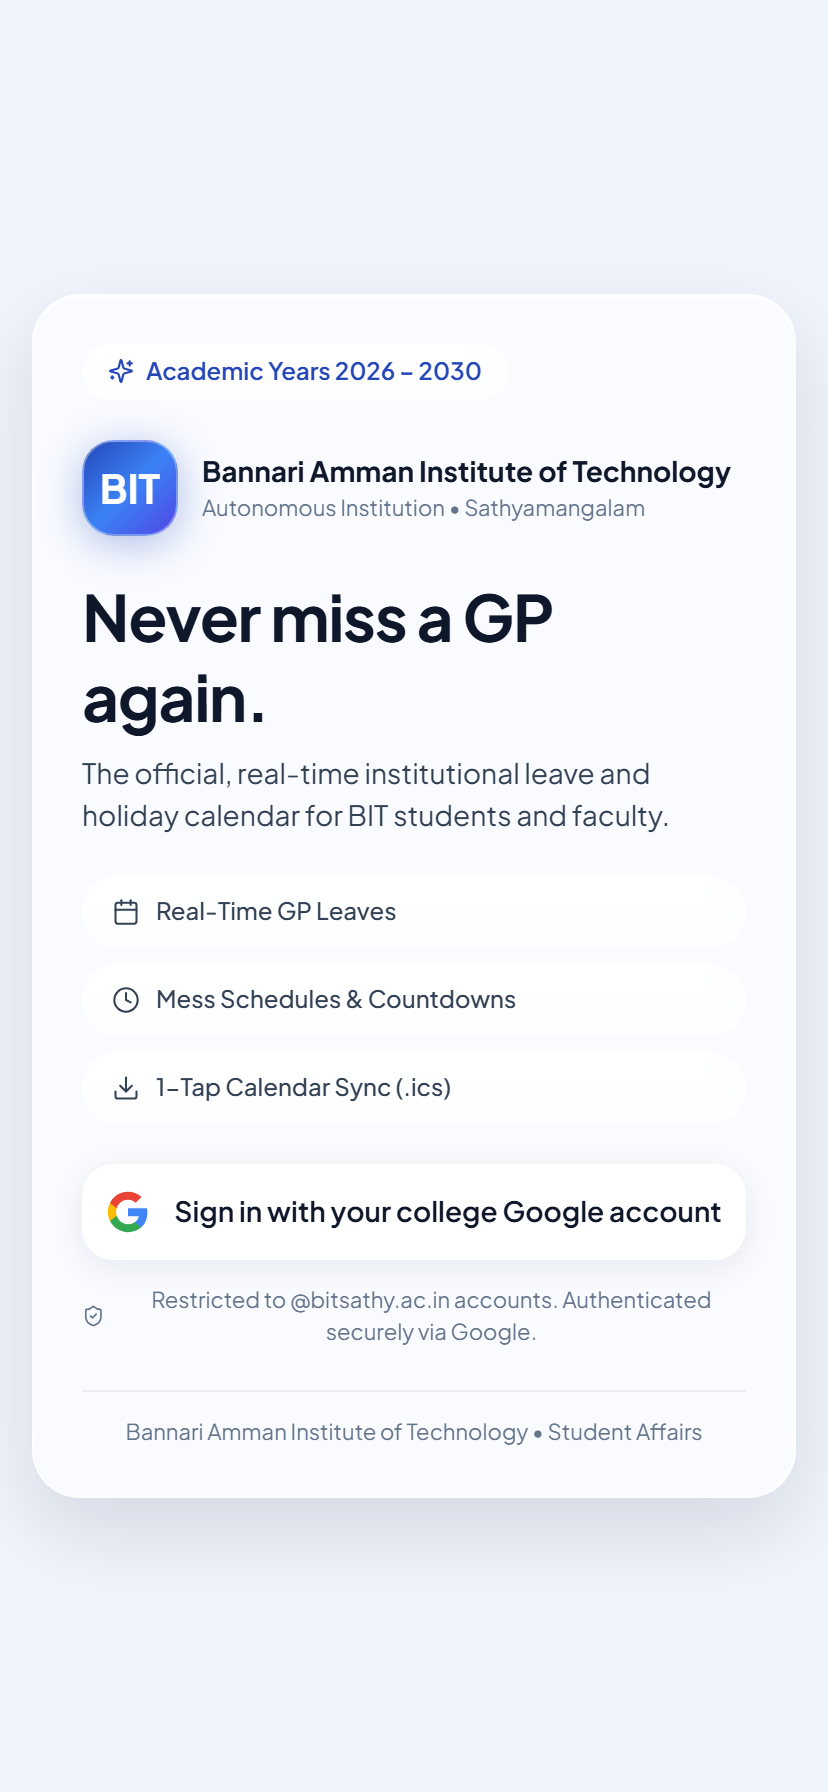 Academic Years 2026 – 2030
BIT
Bannari Amman Institute of Technology
Autonomous Institution • Sathyamangalam
Never miss a GP
again.
The official, real-time institutional leave and
holiday calendar for BIT students and faculty.
Real-Time GP Leaves
Mess Schedules & Countdowns
1-Tap Calendar Sync (.ics)
Sign in with your college Google account
Restricted to @bitsathy.ac.in accounts. Authenticated
securely via Google.
Bannari Amman Institute of Technology • Student Affairs